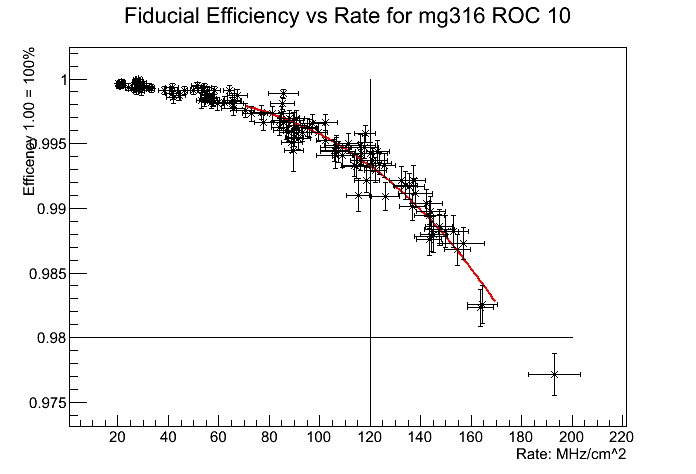 Fiducial Efficiency vs Rate for mg316 ROC 10
Efficency 1.00 = 100%
1
0.995
0.99
0.985
0.98
0.975
20 40 60 80 100 120 140 160 180 200 220
Rate: MHz/cm^2